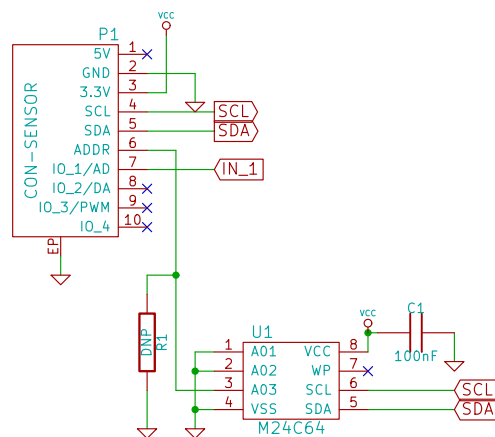 VCC
P1
CON-SENSOR
5V 1
GND 2
3.3V 3
SCL 4
SDA 5
ADDR 6
IO_1/AD 7
IO_2/DA 8
IO_3/PWM 9
IO_4 10
EP
SCL
SDA
IN_1
DNP
R1
U1
1 A01
2 A02
3 A03
4 VSS
VCC 8
WP 7
SCL 6
SDA 5
M24C64
VCC
C1
100nF
SCL
SDA